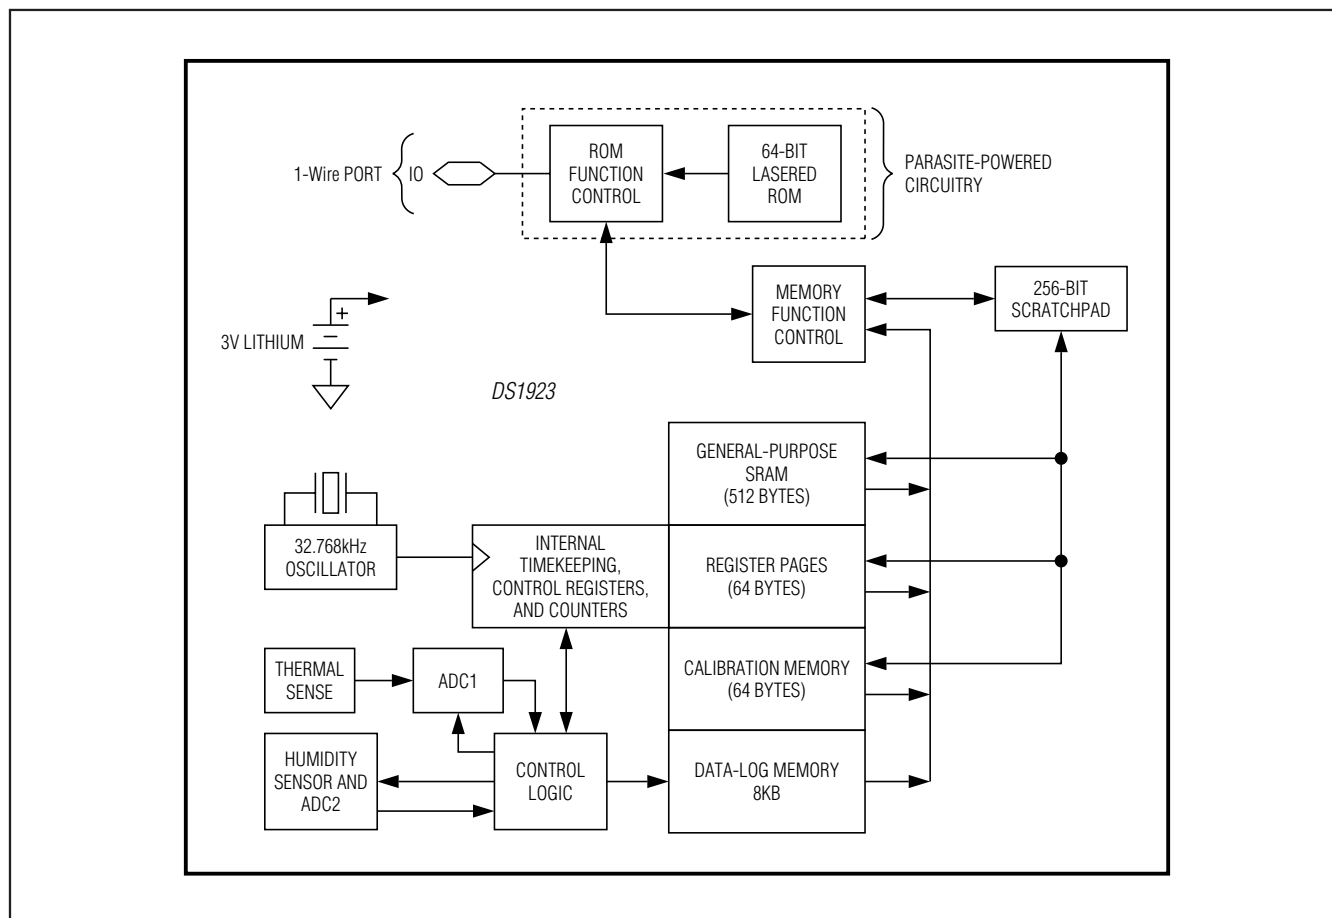 1-Wire PORT
IO
ROM
FUNCTION
CONTROL
64-BIT
LASERED
ROM
PARASITE-POWERED
CIRCUITRY
MEMORY
FUNCTION
CONTROL
256-BIT
SCRATCHPAD
+
3V LITHIUM
DS1923
GENERAL-PURPOSE
SRAM
(512 BYTES)
32.768kHz
OSCILLATOR
INTERNAL
TIMEKEEPING,
CONTROL REGISTERS,
AND COUNTERS
REGISTER PAGES
(64 BYTES)
THERMAL
SENSE
ADC1
CALIBRATION MEMORY
(64 BYTES)
HUMIDITY
SENSOR AND
ADC2
CONTROL
LOGIC
DATA-LOG MEMORY
8KB